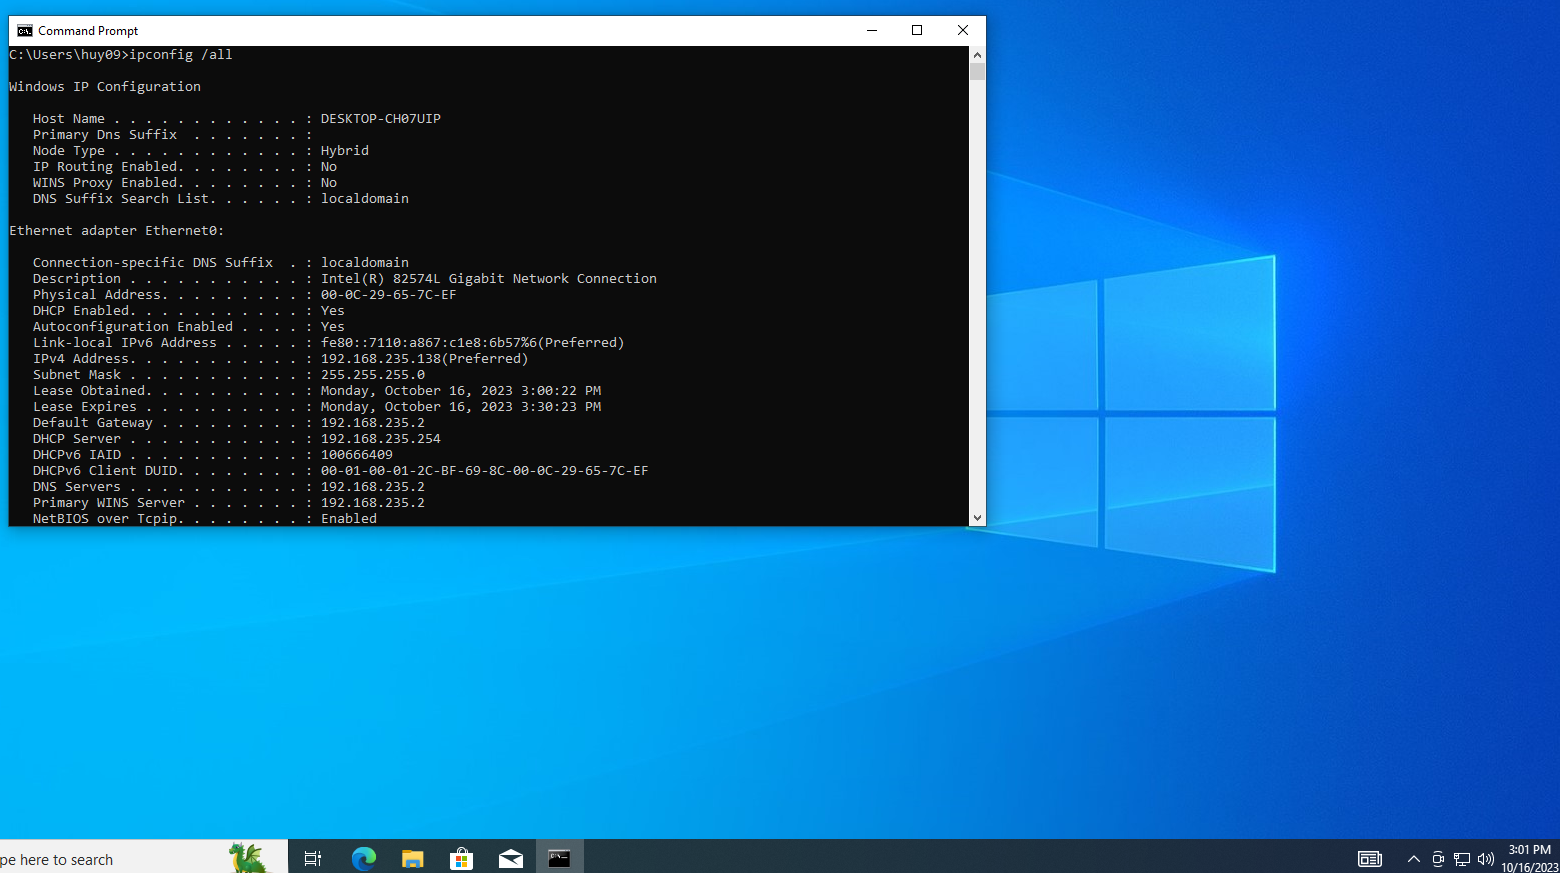 Command Prompt
C:\Users\huy09>ipconfig /all
Windows IP Configuration
Host Name . . . . . . . . . . . . : DESKTOP-CH07UIP
Primary Dns Suffix  . . . . . . . :
Node Type . . . . . . . . . . . . : Hybrid
IP Routing Enabled. . . . . . . . : No
WINS Proxy Enabled. . . . . . . . : No
DNS Suffix Search List. . . . . . : localdomain
Ethernet adapter Ethernet0:
Connection-specific DNS Suffix  . : localdomain
Description . . . . . . . . . . . : Intel(R) 82574L Gigabit Network Connection
Physical Address. . . . . . . . . : 00-0C-29-65-7C-EF
DHCP Enabled. . . . . . . . . . . : Yes
Autoconfiguration Enabled . . . . : Yes
Link-local IPv6 Address . . . . . : fe80::7110:a867:c1e8:6b57%6(Preferred)
IPv4 Address. . . . . . . . . . . : 192.168.235.138(Preferred)
Subnet Mask . . . . . . . . . . . : 255.255.255.0
Lease Obtained. . . . . . . . . . : Monday, October 16, 2023 3:00:22 PM
Lease Expires . . . . . . . . . . : Monday, October 16, 2023 3:30:23 PM
Default Gateway . . . . . . . . . : 192.168.235.2
DHCP Server . . . . . . . . . . . : 192.168.235.254
DHCPv6 IAID . . . . . . . . . . . : 100666409
DHCPv6 Client DUID. . . . . . . . : 00-01-00-01-2C-BF-69-8C-00-0C-29-65-7C-EF
DNS Servers . . . . . . . . . . . : 192.168.235.2
Primary WINS Server . . . . . . . : 192.168.235.2
NetBIOS over Tcpip. . . . . . . . : Enabled
pe here to search
3:01 PM
10/16/2023